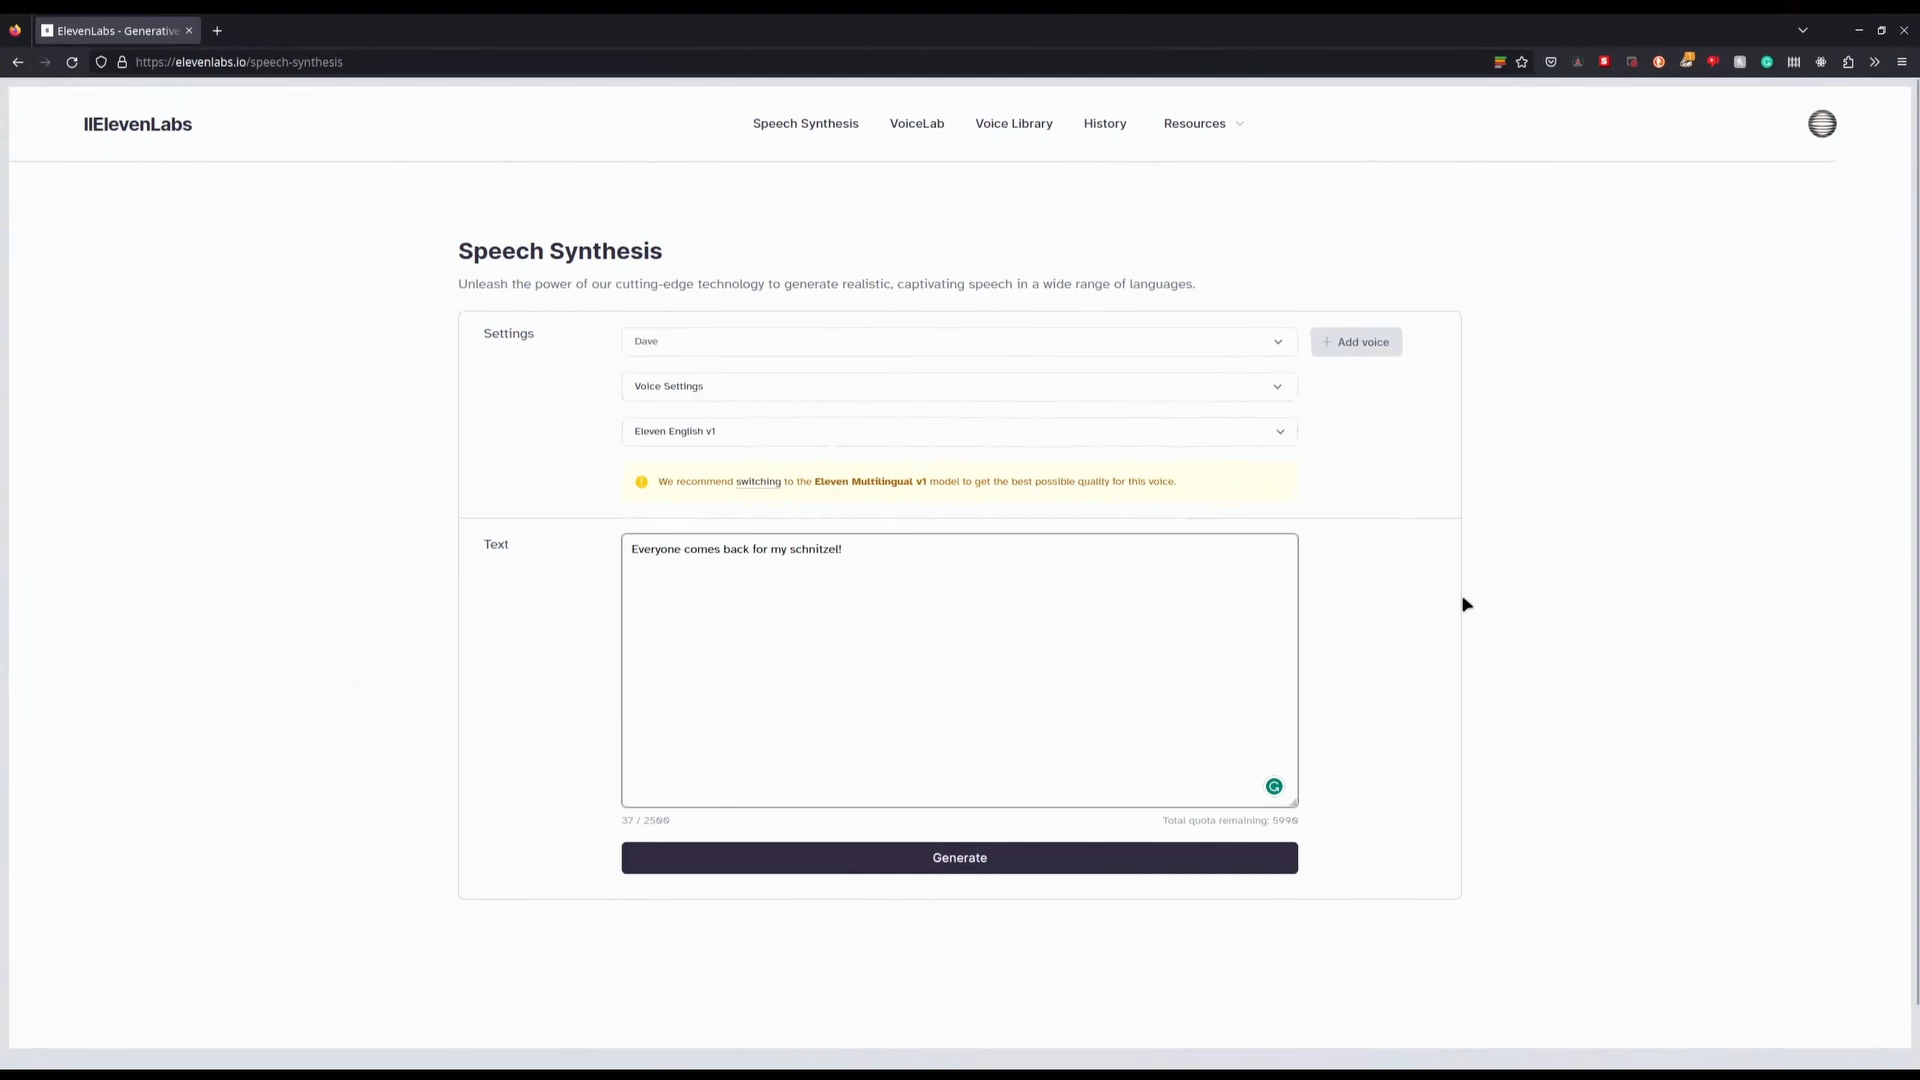 ElevenLabs - Generative
https://elevenlabs.io/speech-synthesis
IIElevenLabs
Speech Synthesis
VoiceLab
Voice Library
History
Resources
Speech Synthesis
Unleash the power of our cutting-edge technology to generate realistic, captivating speech in a wide range of languages.
Settings
Dave
+ Add voice
Voice Settings
Eleven English v1
We recommend switching to the Eleven Multilingual v1 model to get the best possible quality for this voice.
Text
Everyone comes back for my schnitzel!
37 / 2500
Total quota remaining: 5990
Generate